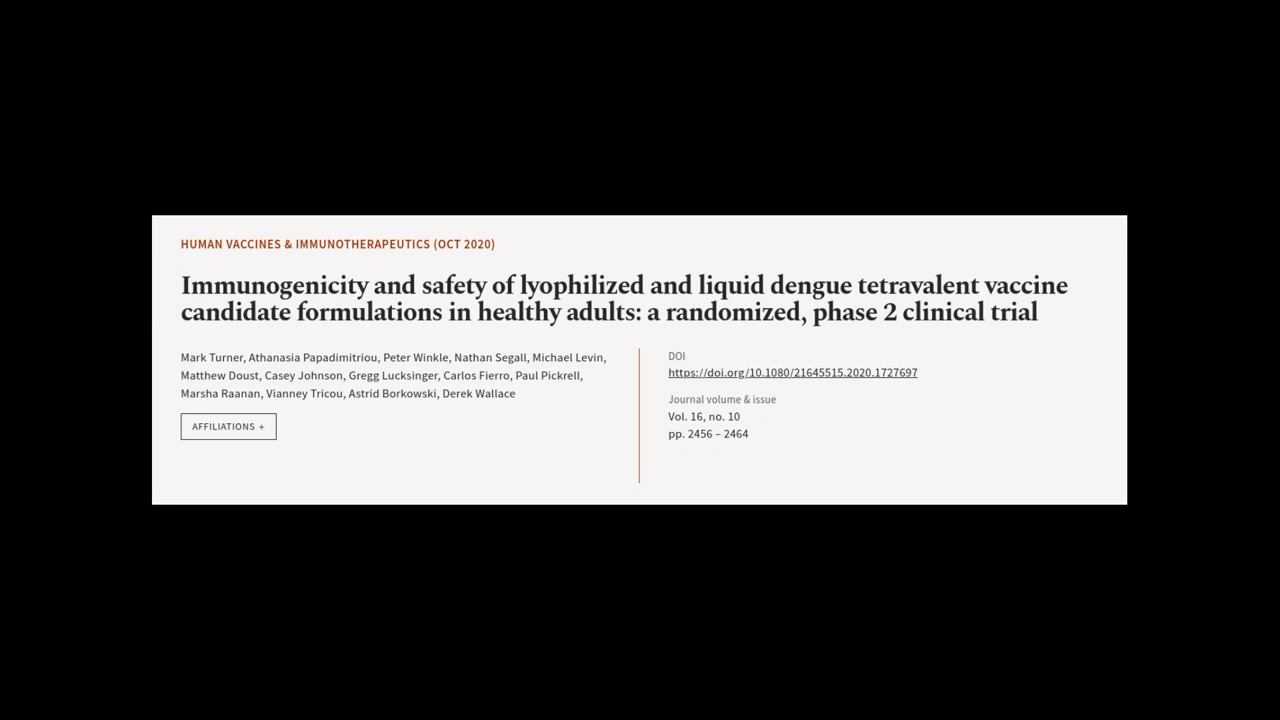 HUMAN VACCINES & IMMUNOTHERAPEUTICS (OCT 2020)
Immunogenicity and safety of lyophilized and liquid dengue tetravalent vaccine
candidate formulations in healthy adults: a randomized, phase 2 clinical trial
Mark Turner, Athanasia Papadimitriou, Peter Winkle, Nathan Segall, Michael Levin,
Matthew Doust, Casey Johnson, Gregg Lucksinger, Carlos Fierro, Paul Pickrell,
Marsha Raanan, Vianney Tricou, Astrid Borkowski, Derek Wallace
AFFILIATIONS +
DOI
https://doi.org/10.1080/21645515.2020.1727697
Journal volume & issue
Vol. 16, no. 10
pp. 2456 – 2464